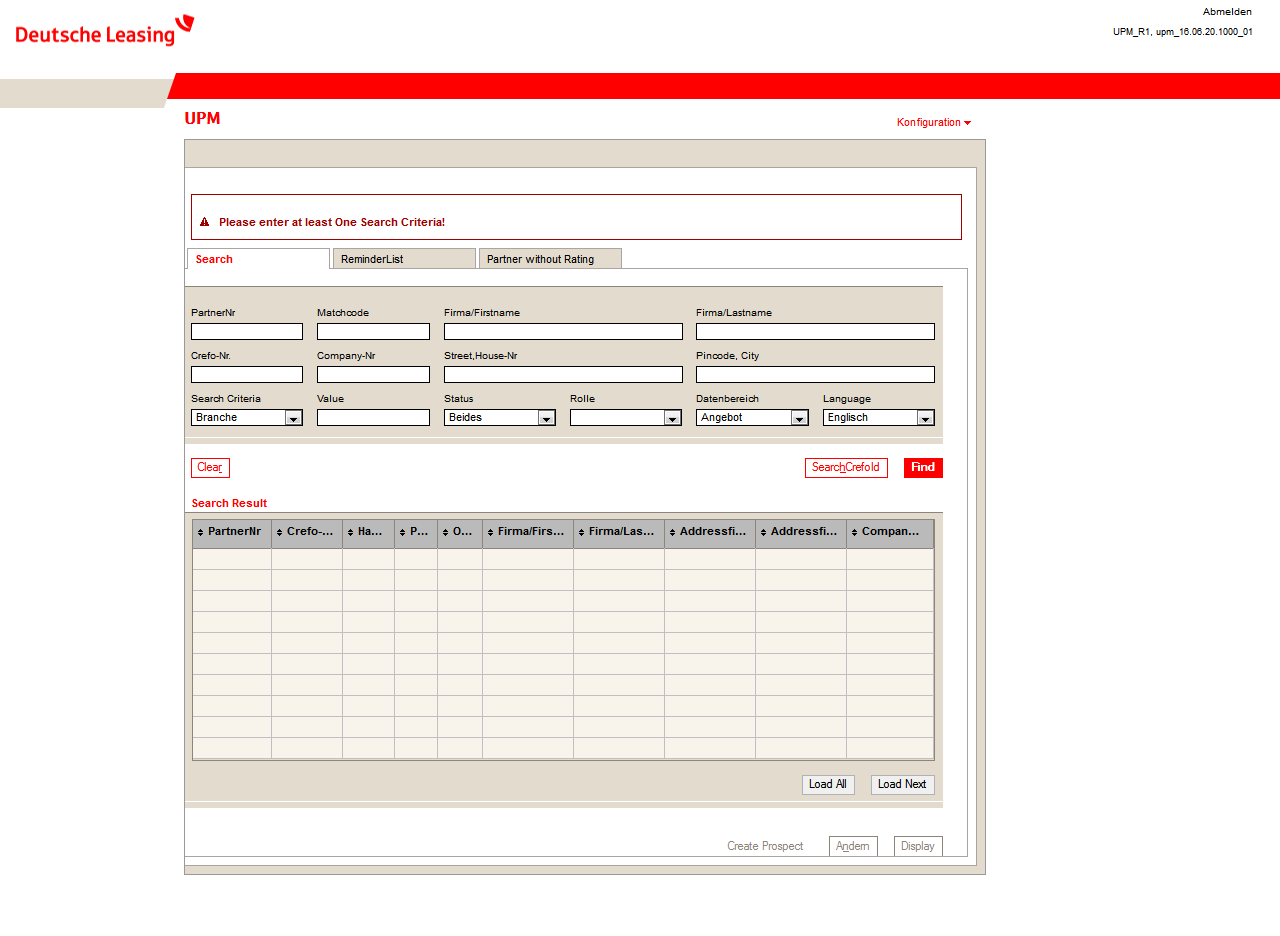 Deutsche Leasing
Abmelden
UPM_R1, upm_16.06.20.1000_01
UPM
Konfiguration
Please enter at least One Search Criteria!
Search ReminderList Partner without Rating
PartnerNr Matchcode Firma/Firstname Firma/Lastname
Crefo-Nr. Company-Nr Street,House-Nr Pincode, City
Search Criteria Value Status Rolle Datenbereich Language
Branche Beides Angebot Englisch
Clear SearchCrefoId Find
Search Result
PartnerNr Crefo-... Ha... P... O... Firma/Firs... Firma/Las... Addressfi... Addressfi... Compan...
Load All Load Next
Create Prospect Andern Display